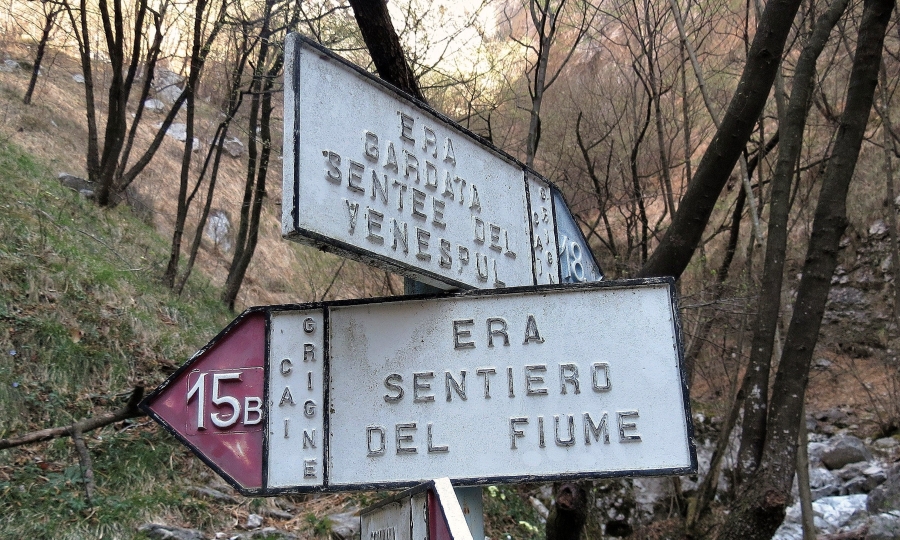 ERA
GARDATA
SENTEE DEL
VENESPUL
18
15B
CAI
GRIGNE
ERA
SENTIERO
DEL FIUME